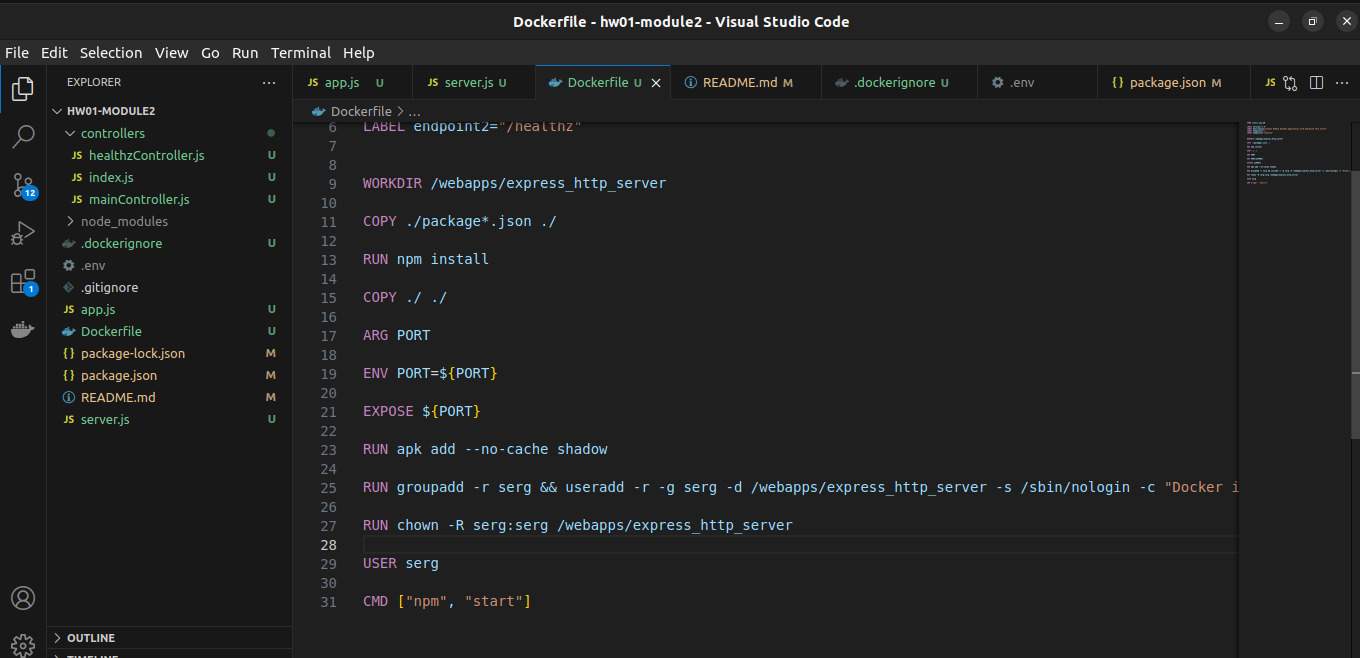 Dockerfile - hw01-module2 - Visual Studio Code
File Edit Selection View Go Run Terminal Help
EXPLORER ...
JS app.js U
JS server.js U
Dockerfile U
README.md M
.dockerignore U
.env
{} package.json M
JS
HW01-MODULE2
Dockerfile > ...
controllers
JS healthzController.js U
JS index.js U
JS mainController.js U
node_modules
.dockerignore U
.env
.gitignore
JS app.js U
Dockerfile U
{} package-lock.json M
{} package.json M
README.md M
JS server.js U
OUTLINE
TIMELINE
12
1
6 LABEL endpoint2="/healthz"
7
8
9 WORKDIR /webapps/express_http_server
10
11 COPY ./package*.json ./
12
13 RUN npm install
14
15 COPY ./ ./
16
17 ARG PORT
18
19 ENV PORT=${PORT}
20
21 EXPOSE ${PORT}
22
23 RUN apk add --no-cache shadow
24
25 RUN groupadd -r serg && useradd -r -g serg -d /webapps/express_http_server -s /sbin/nologin -c "Docker i
26
27 RUN chown -R serg:serg /webapps/express_http_server
28
29 USER serg
30
31 CMD ["npm", "start"]